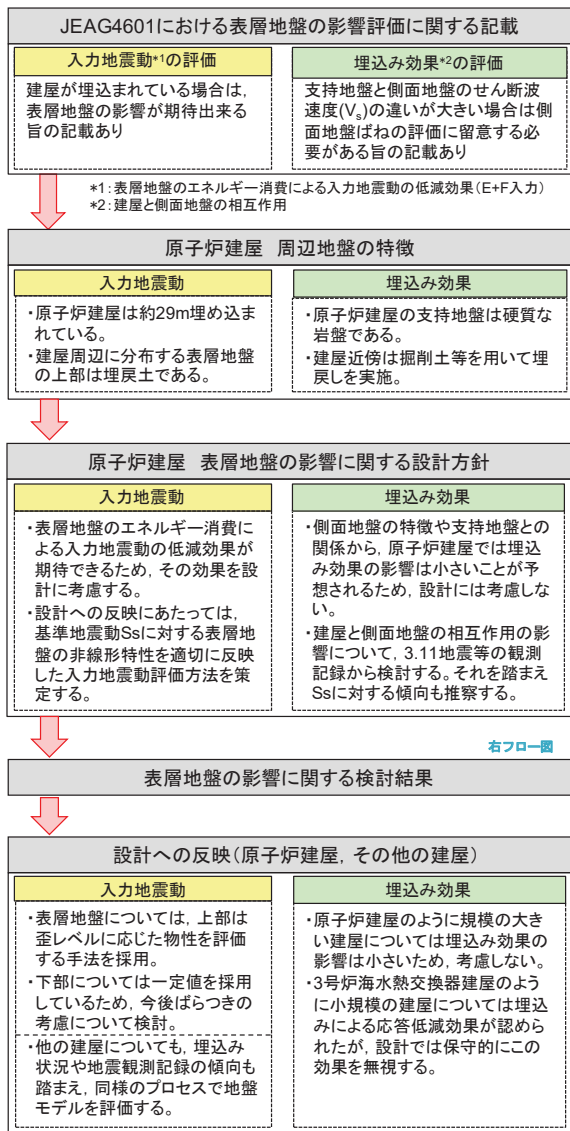 JEAG4601における表層地盤の影響評価に関する記載
入力地震動*1の評価
建屋が埋込まれている場合は,
表層地盤の影響が期待出来る
旨の記載あり
埋込み効果*2の評価
支持地盤と側面地盤のせん断波
速度(Vs)の違いが大きい場合は側
面地盤ばねの評価に留意する必
要がある旨の記載あり
*1:表層地盤のエネルギー消費による入力地震動の低減効果(E+F入力)
*2:建屋と側面地盤の相互作用
原子炉建屋 周辺地盤の特徴
入力地震動
・原子炉建屋は約29m埋め込ま
れている。
・建屋周辺に分布する表層地盤
の上部は埋戻土である。
埋込み効果
・原子炉建屋の支持地盤は硬質な
岩盤である。
・建屋近傍は掘削土等を用いて埋
戻しを実施。
原子炉建屋 表層地盤の影響に関する設計方針
入力地震動
・表層地盤のエネルギー消費に
よる入力地震動の低減効果が
期待できるため,その効果を設
計に考慮する。
・設計への反映にあたっては,
基準地震動Ssに対する表層地
盤の非線形特性を適切に反映
した入力地震動評価方法を策
定する。
埋込み効果
・側面地盤の特徴や支持地盤との
関係から,原子炉建屋では埋込
み効果の影響は小さいことが予
想されるため,設計には考慮しな
い。
・建屋と側面地盤の相互作用の影
響について,3.11地震等の観測
記録から検討する。それを踏まえ
Ssに対する傾向も推察する。
右フロー図
表層地盤の影響に関する検討結果
設計への反映(原子炉建屋,その他の建屋)
入力地震動
・表層地盤については,上部は
歪レベルに応じた物性を評価
する手法を採用。
・下部については一定値を採用
しているため,今後ばらつきの
考慮について検討。
・他の建屋についても,埋込み
状況や地震観測記録の傾向も
踏まえ,同様のプロセスで地盤
モデルを評価する。
埋込み効果
・原子炉建屋のように規模の大き
い建屋については埋込み効果の
影響は小さいため,考慮しない。
・3号炉海水熱交換器建屋のよう
に小規模の建屋については埋込
みによる応答低減効果が認めら
れたが,設計では保守的にこの
効果を無視する。